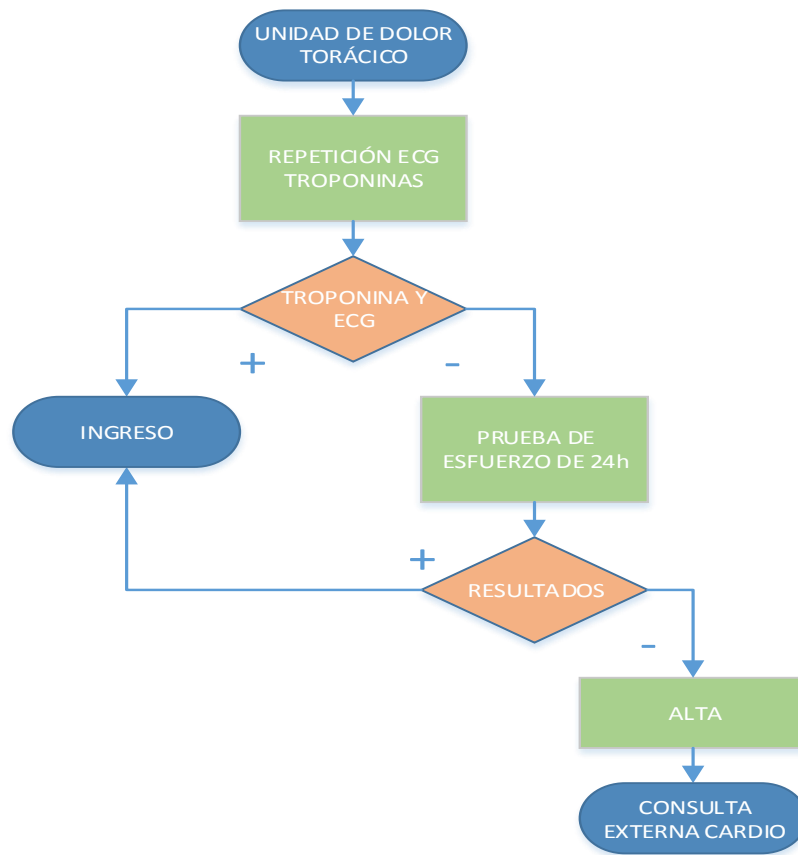 UNIDAD DE DOLOR
TORÁCICO
REPETICIÓN ECG
TROPONINAS
TROPONINA Y
ECG
+
-
INGRESO
PRUEBA DE
ESFUERZO DE 24h
+
RESULTADOS
-
ALTA
CONSULTA
EXTERNA CARDIO